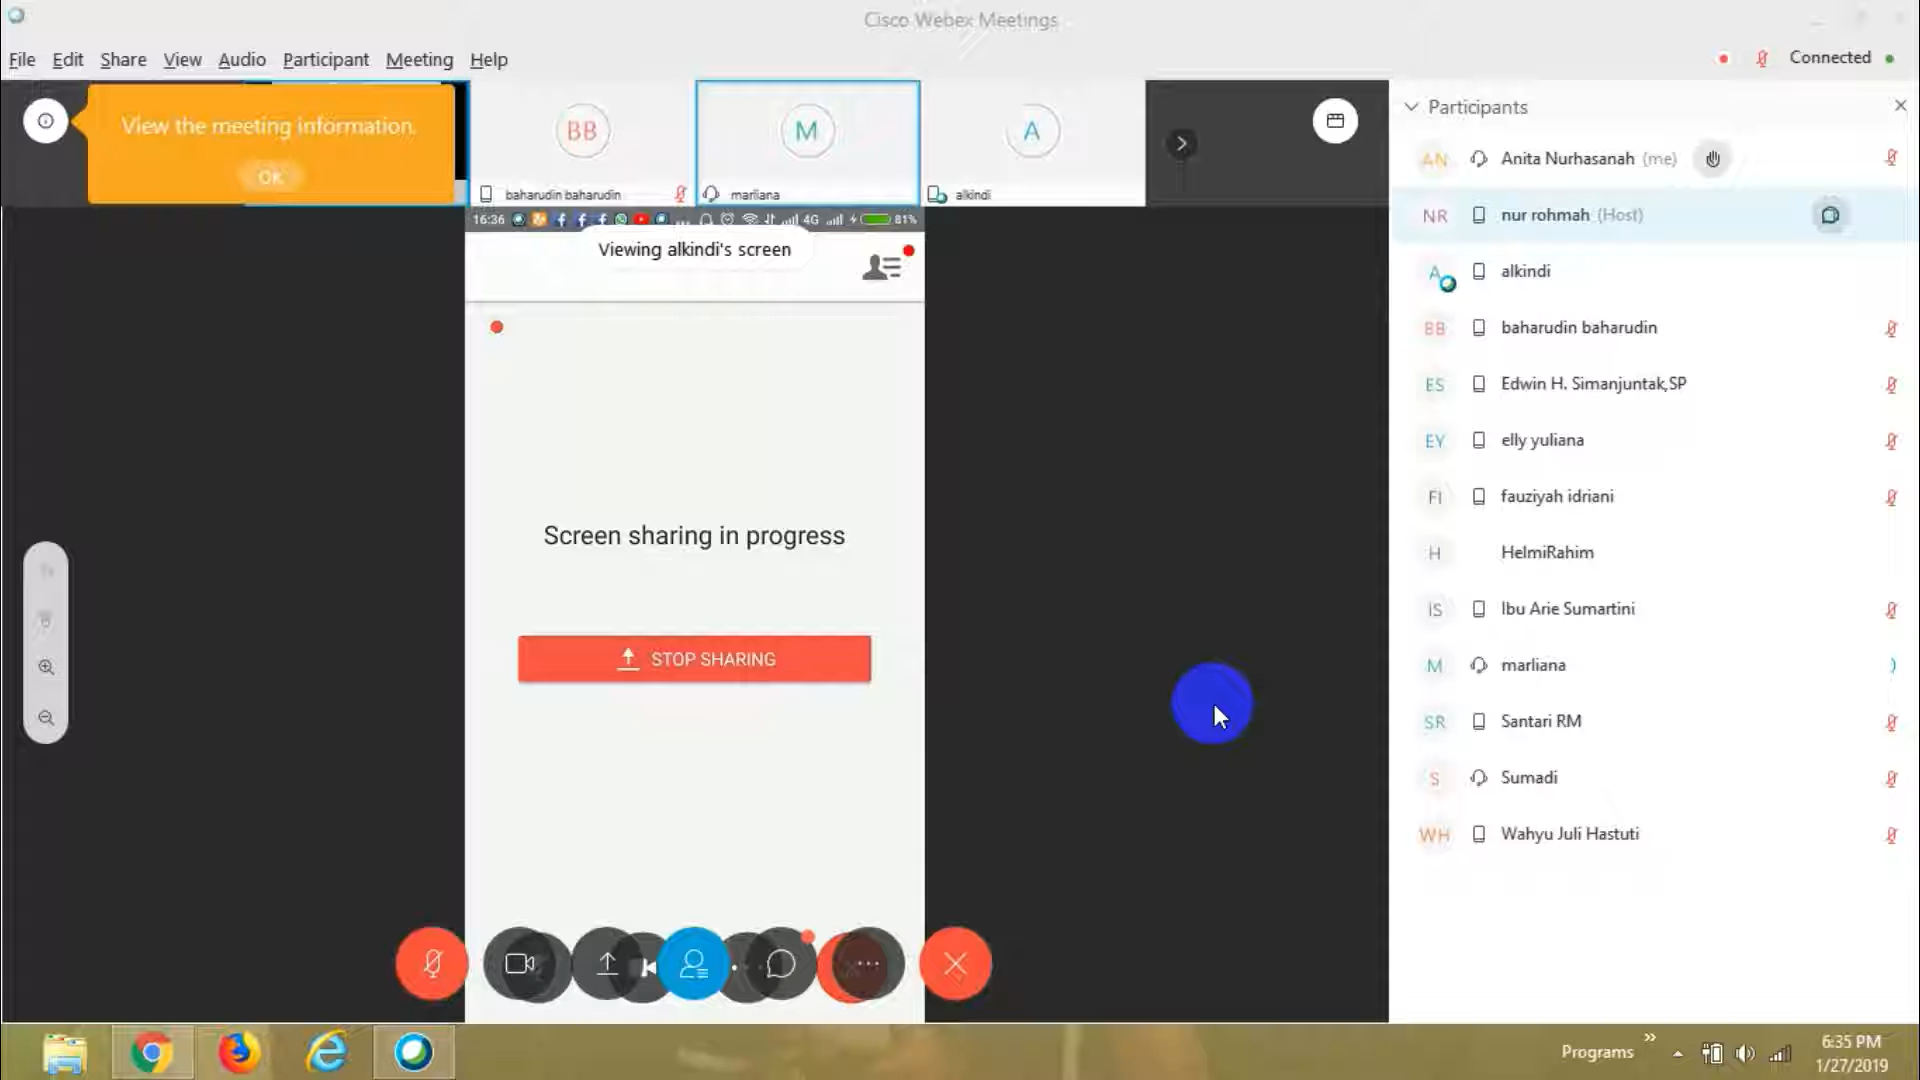 Cisco Webex Meetings
File Edit Share View Audio Participant Meeting Help
Connected
View the meeting information.
OK
BB
baharudin baharudin
M
marliana
A
alkindi
16:36
4G
81%
Viewing alkindi's screen
Screen sharing in progress
STOP SHARING
Participants
AN Anita Nurhasanah (me)
NR nur rohmah (Host)
A alkindi
BB baharudin baharudin
ES Edwin H. Simanjuntak,SP
EY elly yuliana
FI fauziyah idriani
H HelmiRahim
IS Ibu Arie Sumartini
M marliana
SR Santari RM
S Sumadi
WH Wahyu Juli Hastuti
Programs
6:35 PM
1/27/2019